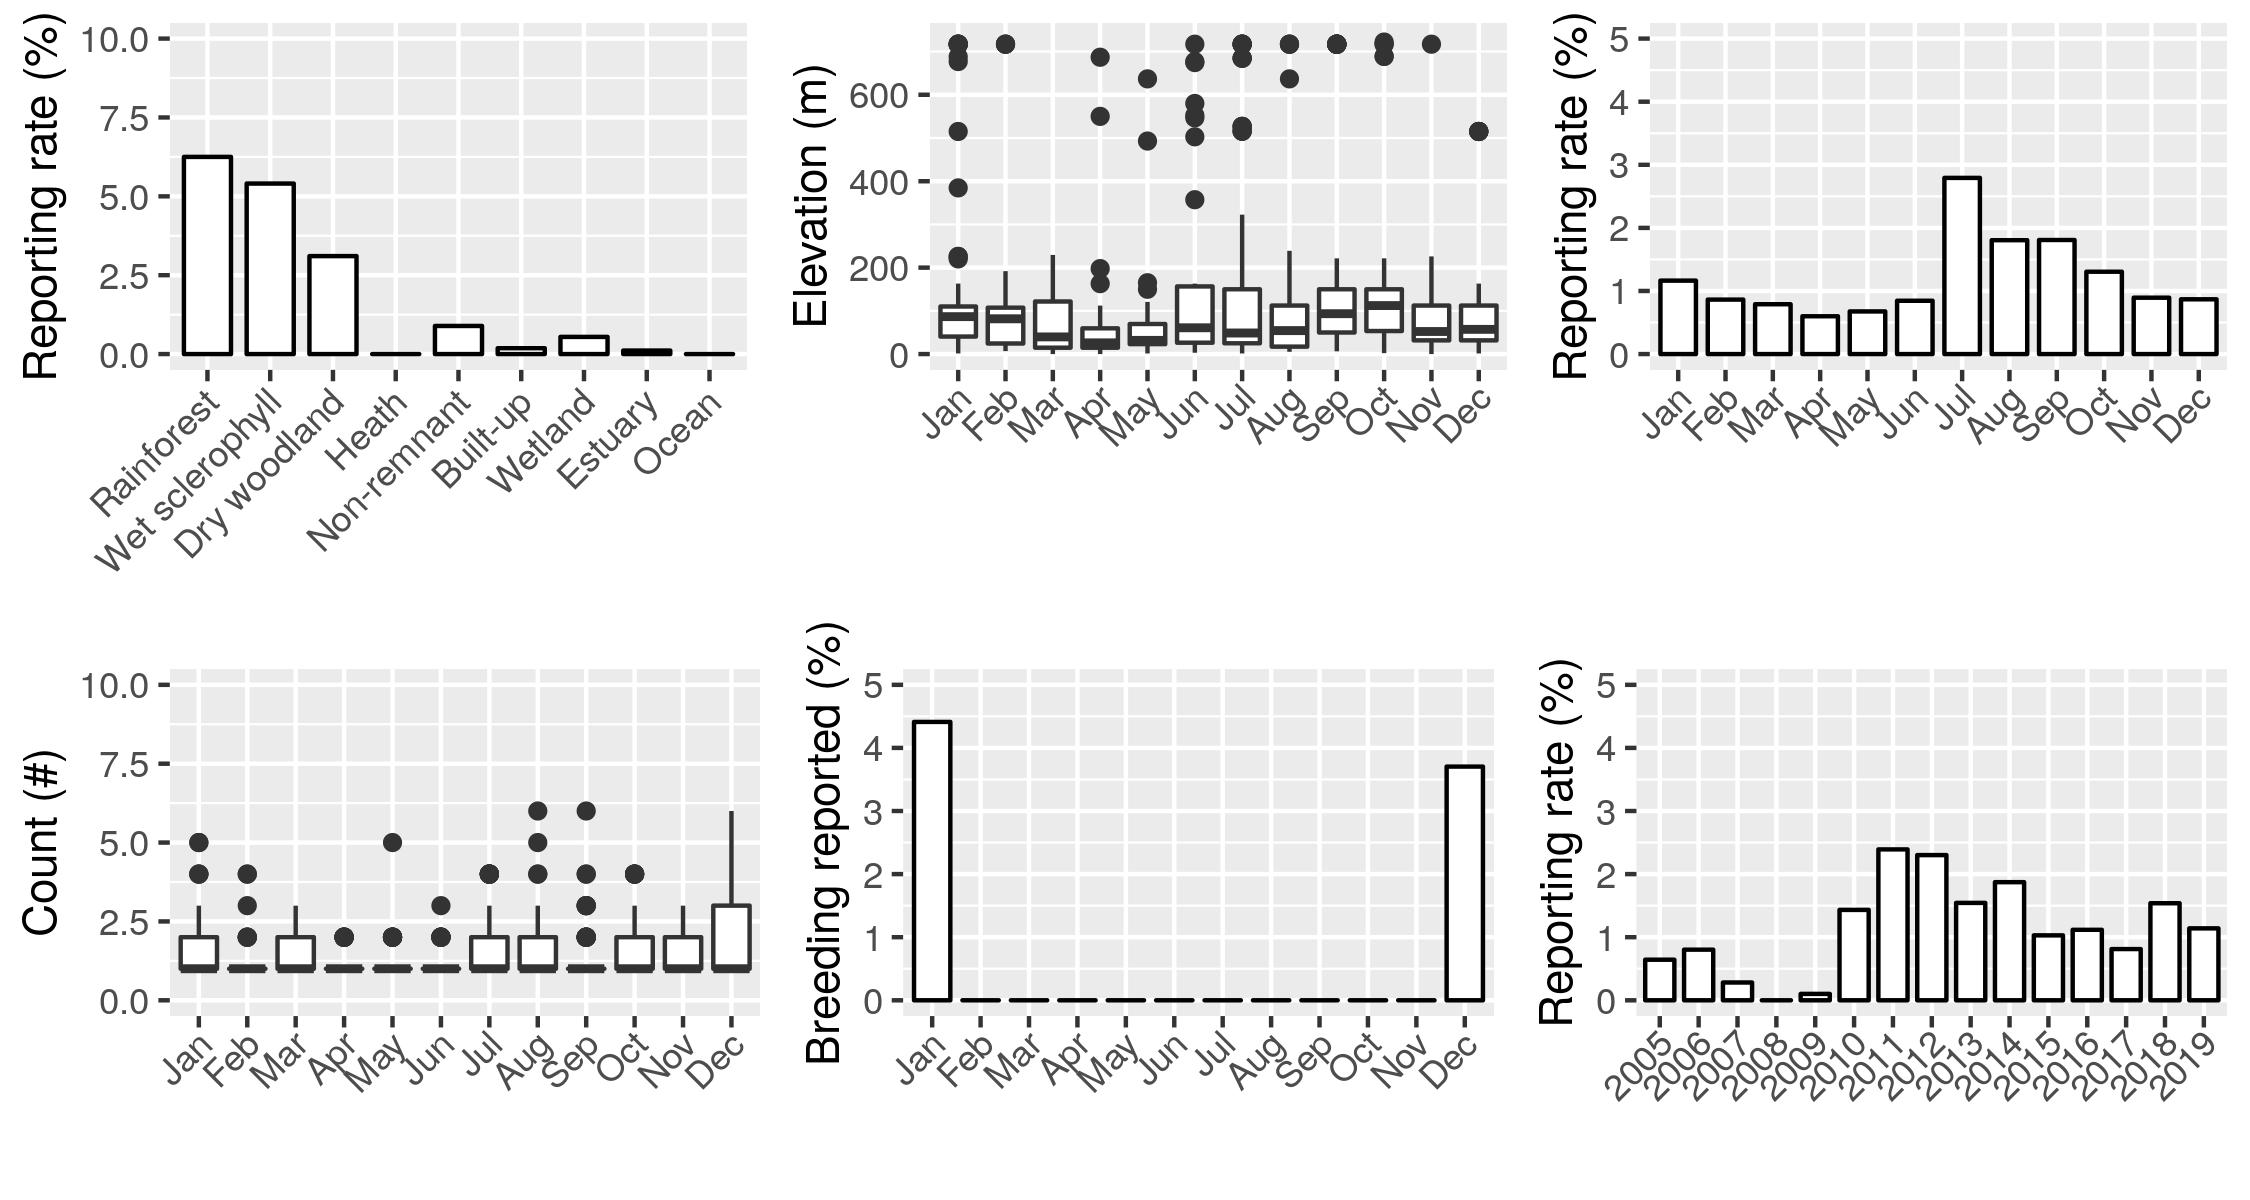 Reporting rate (%)
10.0
7.5
5.0
2.5
0.0
Rainforest
Wet sclerophyll
Dry woodland
Heath
Non-remnant
Built-up
Wetland
Estuary
Ocean
Elevation (m)
600
400
200
0
Jan
Feb
Mar
Apr
May
Jun
Jul
Aug
Sep
Oct
Nov
Dec
Reporting rate (%)
5
4
3
2
1
0
Jan
Feb
Mar
Apr
May
Jun
Jul
Aug
Sep
Oct
Nov
Dec
Count (#)
10.0
7.5
5.0
2.5
0.0
Jan
Feb
Mar
Apr
May
Jun
Jul
Aug
Sep
Oct
Nov
Dec
Breeding reported (%)
5
4
3
2
1
0
Jan
Feb
Mar
Apr
May
Jun
Jul
Aug
Sep
Oct
Nov
Dec
Reporting rate (%)
5
4
3
2
1
0
2005
2006
2007
2008
2009
2010
2011
2012
2013
2014
2015
2016
2017
2018
2019